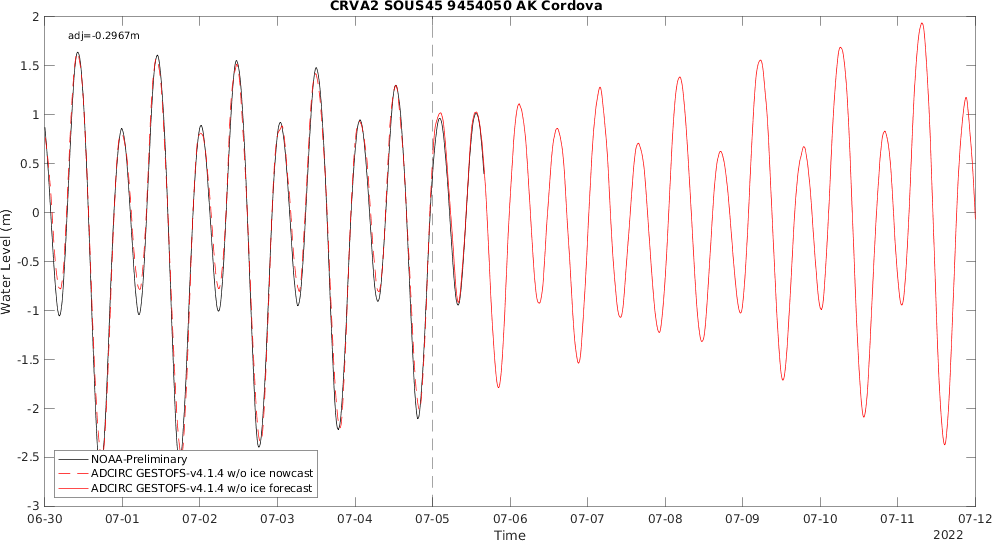 CRVA2 SOUS45 9454050 AK Cordova
adj=-0.2967m
2
1.5
1
0.5
0
-0.5
-1
-1.5
-2
-2.5
-3
Water Level (m)
NOAA-Preliminary
ADCIRC GESTOFS-v4.1.4 w/o ice nowcast
ADCIRC GESTOFS-v4.1.4 w/o ice forecast
06-30 07-01 07-02 07-03 07-04 07-05 07-06 07-07 07-08 07-09 07-10 07-11 07-12
Time
2022